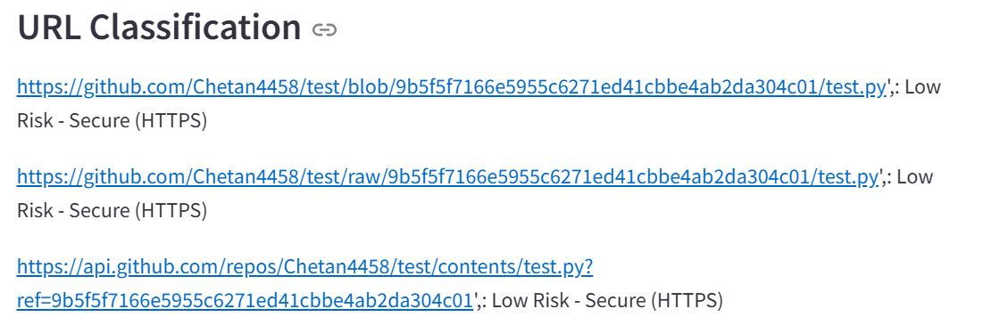 URL Classification
https://github.com/Chetan4458/test/blob/9b5f5f7166e5955c6271ed41cbbe4ab2da304c01/test.py',: Low
Risk - Secure (HTTPS)
https://github.com/Chetan4458/test/raw/9b5f5f7166e5955c6271ed41cbbe4ab2da304c01/test.py',: Low
Risk - Secure (HTTPS)
https://api.github.com/repos/Chetan4458/test/contents/test.py?
ref=9b5f5f7166e5955c6271ed41cbbe4ab2da304c01',: Low Risk - Secure (HTTPS)